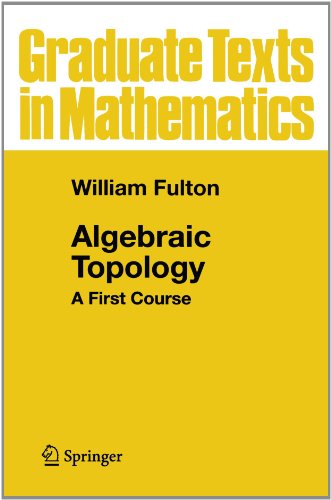 Graduate Texts
in Mathematics
William Fulton
Algebraic
Topology
A First Course
Springer